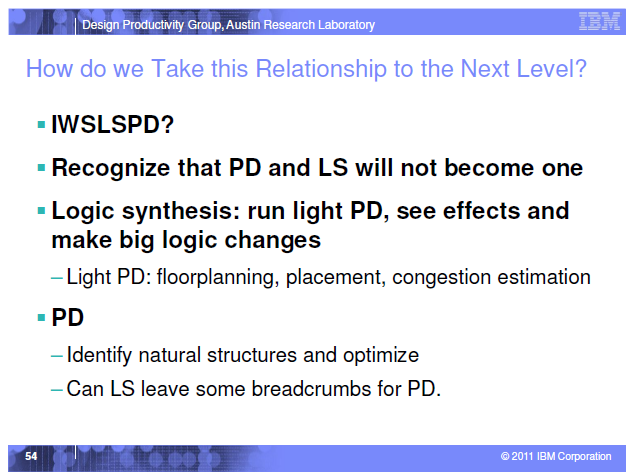 Design Productivity Group, Austin Research Laboratory
IBM
How do we Take this Relationship to the Next Level?
IWSLSPD?
Recognize that PD and LS will not become one
Logic synthesis: run light PD, see effects and
make big logic changes
– Light PD: floorplanning, placement, congestion estimation
PD
– Identify natural structures and optimize
– Can LS leave some breadcrumbs for PD.
54
© 2011 IBM Corporation